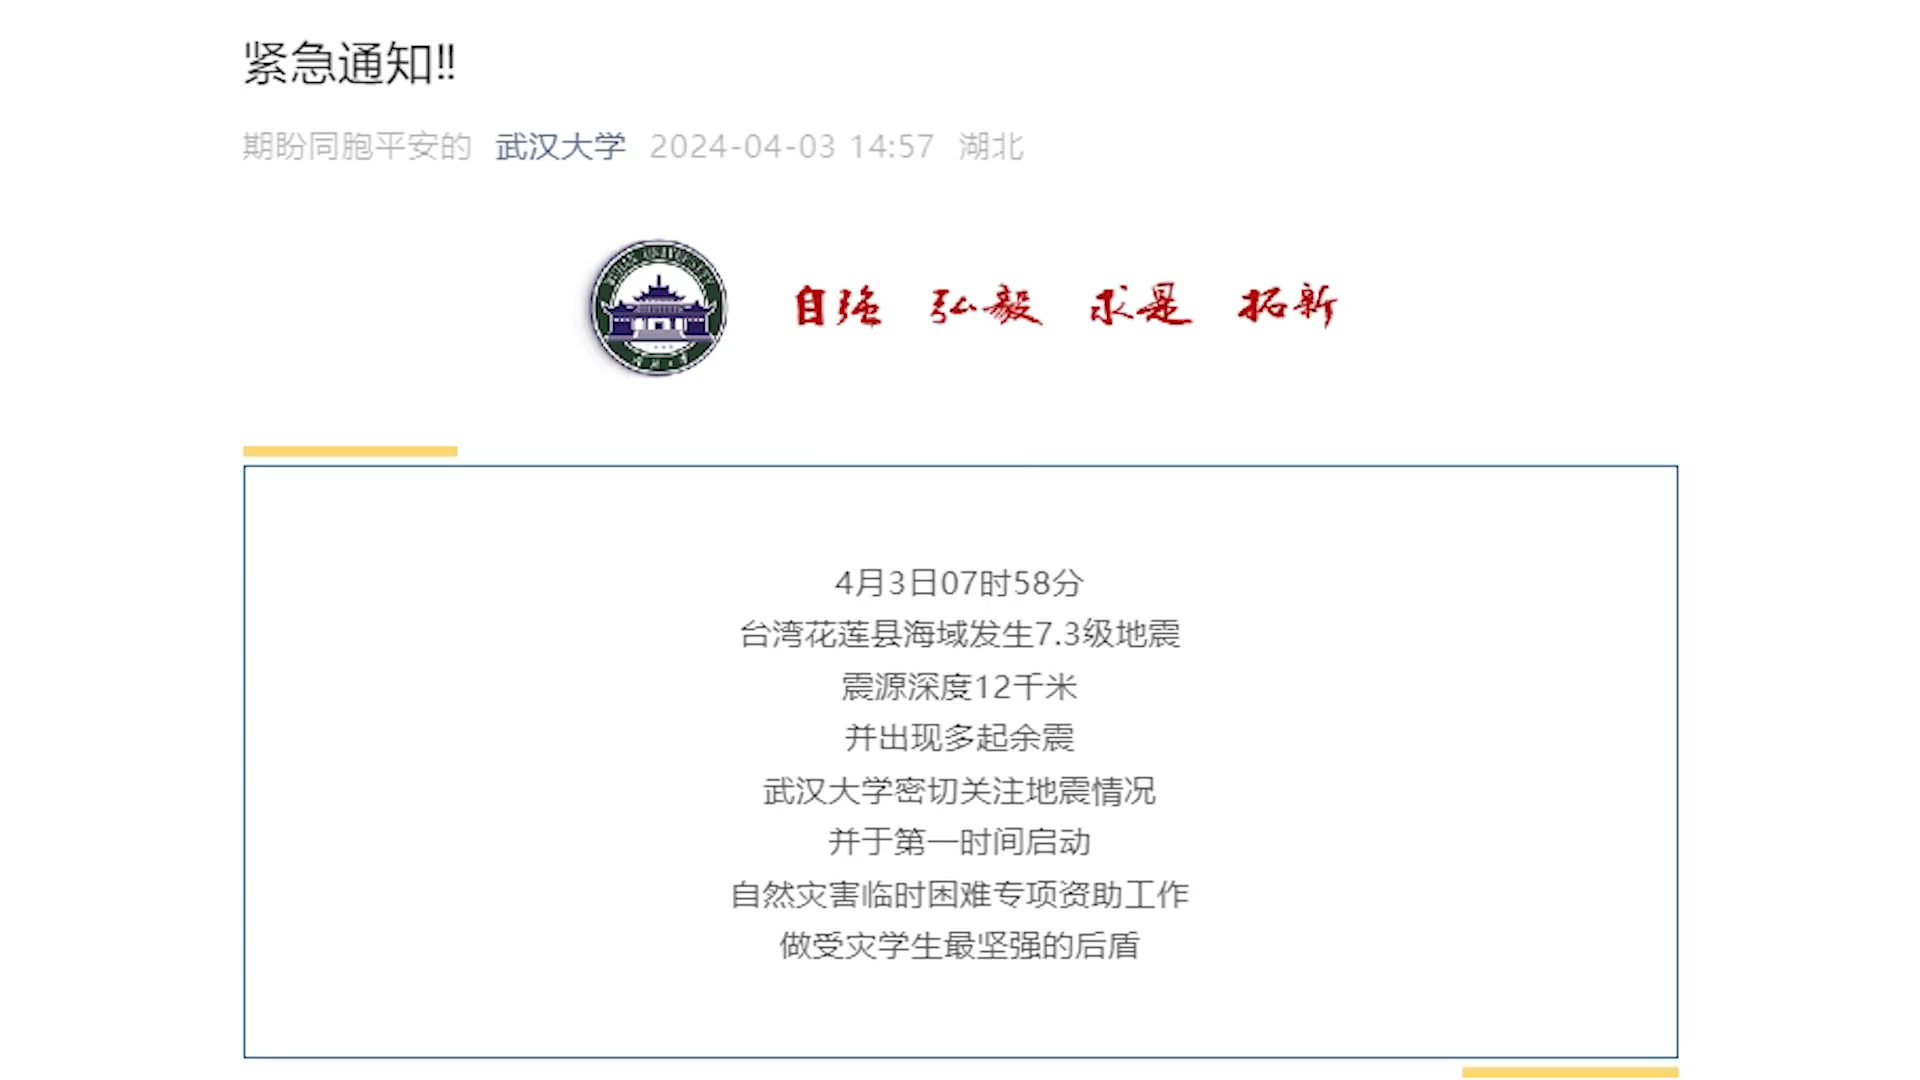 紧急通知!!
期盼同胞平安的 武汉大学 2024-04-03 14:57 湖北
自强 弘毅 求是 拓新
4月3日07时58分
台湾花莲县海域发生7.3级地震
震源深度12千米
并出现多起余震
武汉大学密切关注地震情况
并于第一时间启动
自然灾害临时困难专项资助工作
做受灾学生最坚强的后盾